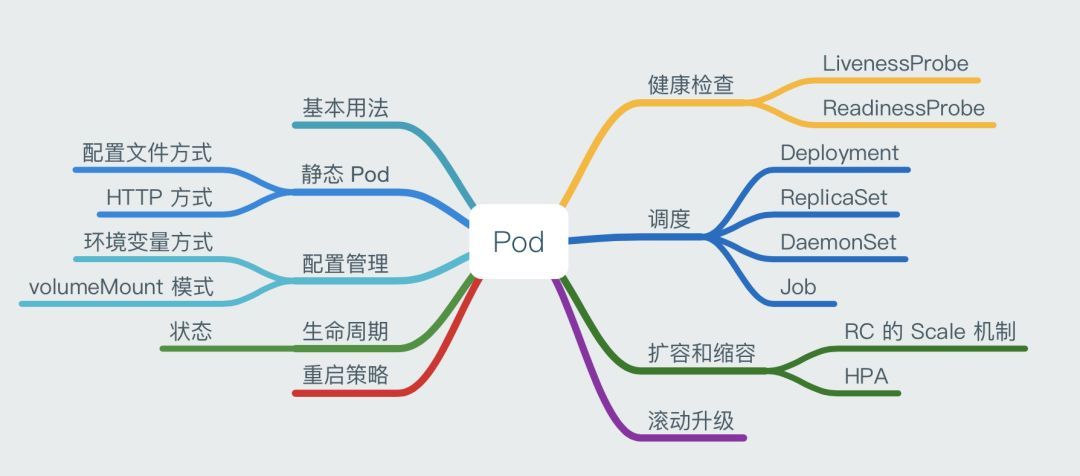 Pod
基本用法
静态 Pod
配置文件方式
HTTP 方式
配置管理
环境变量方式
volumeMount 模式
生命周期
状态
重启策略
健康检查
LivenessProbe
ReadinessProbe
调度
Deployment
ReplicaSet
DaemonSet
Job
扩容和缩容
RC 的 Scale 机制
HPA
滚动升级